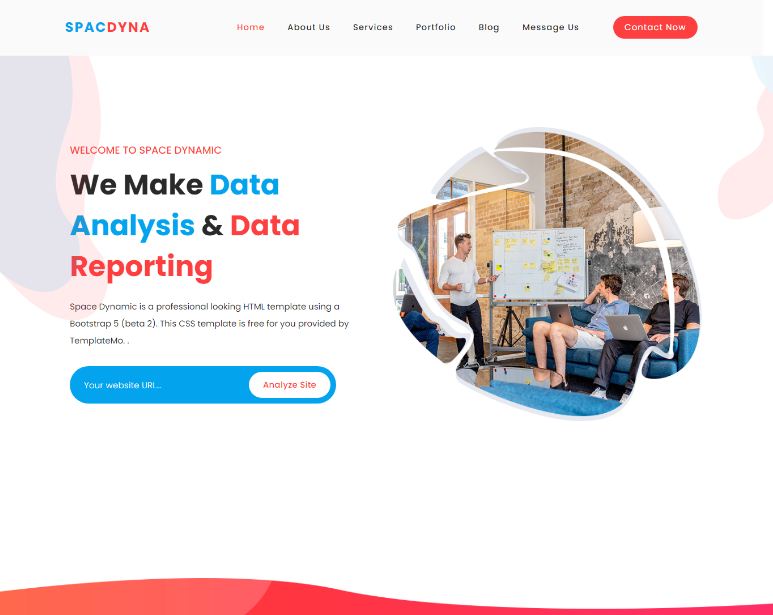 SPACDYNA
Home About Us Services Portfolio Blog Message Us Contact Now
WELCOME TO SPACE DYNAMIC
We Make Data
Analysis & Data
Reporting
Space Dynamic is a professional looking HTML template using a
Bootstrap 5 (beta 2). This CSS template is free for you provided by
TemplateMo. .
Your website URL...
Analyze Site